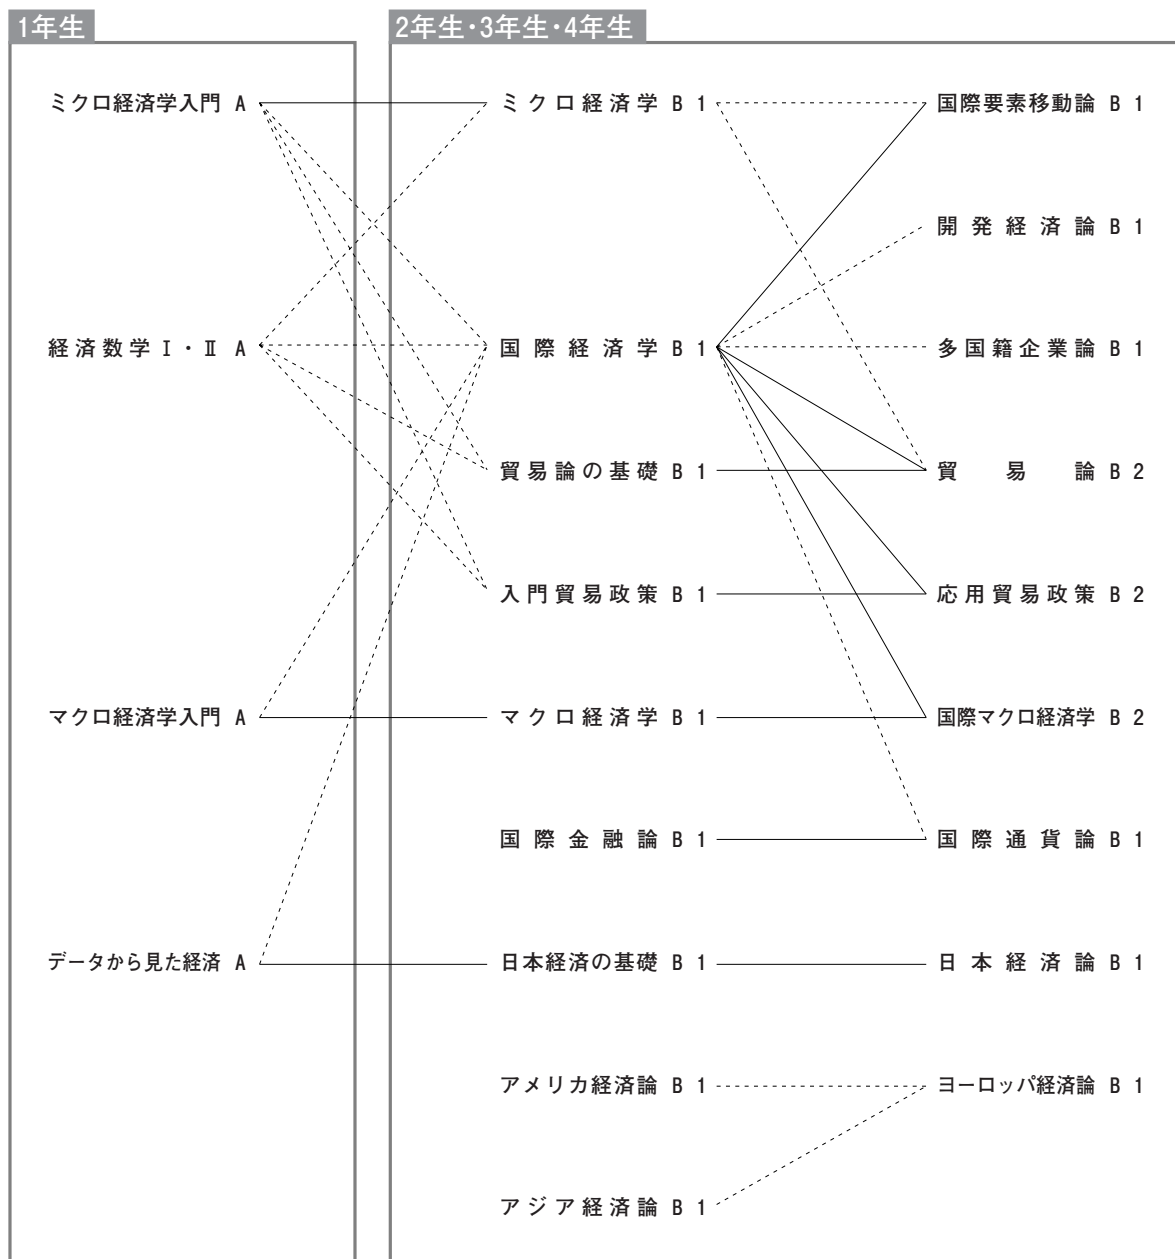 1年生
2年生・3年生・4年生
ミクロ経済学入門 A
ミクロ経済学 B 1
国際要素移動論 B 1
開発経済論 B 1
経済数学Ⅰ・Ⅱ A
国際経済学 B 1
多国籍企業論 B 1
貿易論の基礎 B 1
貿易論 B 2
入門貿易政策 B 1
応用貿易政策 B 2
マクロ経済学入門 A
マクロ経済学 B 1
国際マクロ経済学 B 2
国際金融論 B 1
国際通貨論 B 1
データから見た経済 A
日本経済の基礎 B 1
日本経済論 B 1
アメリカ経済論 B 1
ヨーロッパ経済論 B 1
アジア経済論 B 1